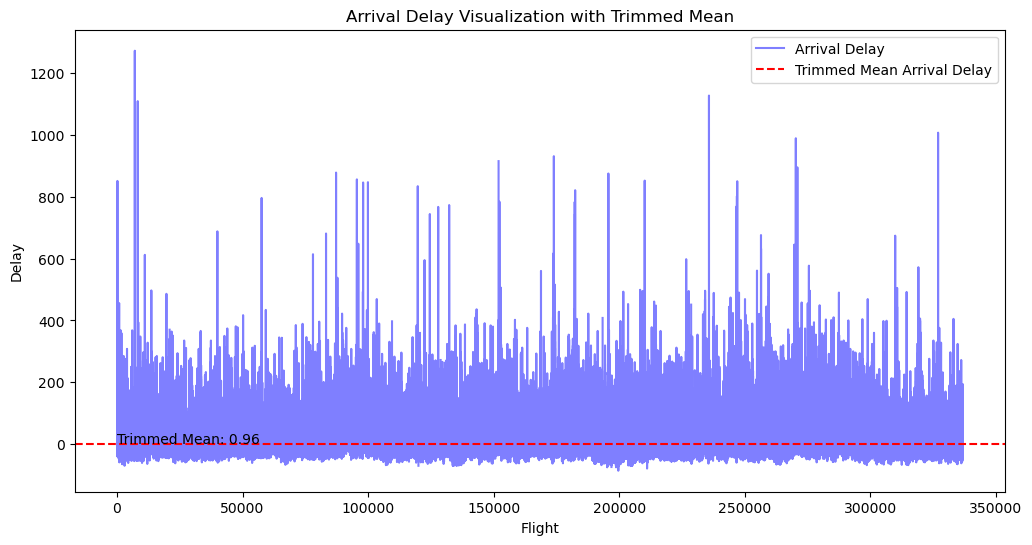 Arrival Delay Visualization with Trimmed Mean
Arrival Delay
Trimmed Mean Arrival Delay
1200
1000
800
600
400
200
0
Delay
Trimmed Mean: 0.96
0
50000
100000
150000
200000
250000
300000
350000
Flight